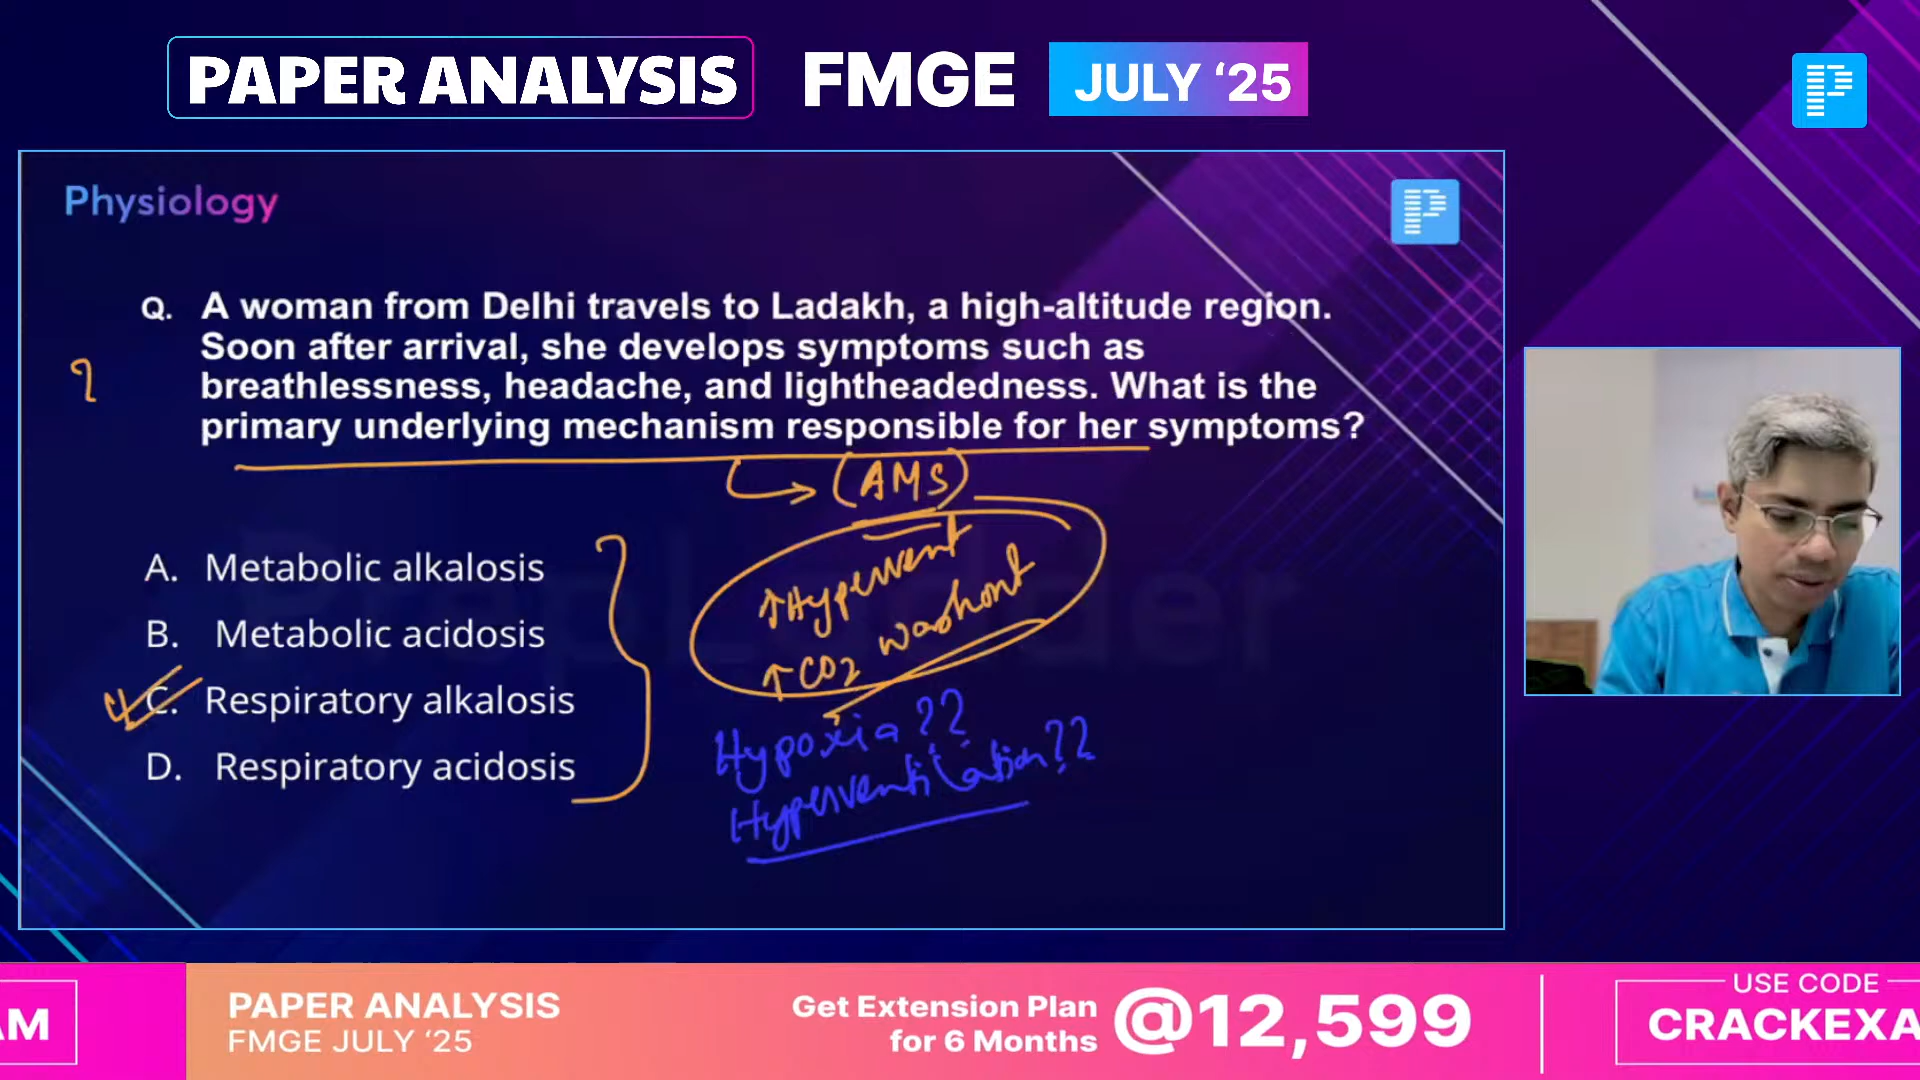 PAPER ANALYSIS FMGE JULY ‘25
Physiology
Q. A woman from Delhi travels to Ladakh, a high-altitude region.
Soon after arrival, she develops symptoms such as
breathlessness, headache, and lightheadedness. What is the
primary underlying mechanism responsible for her symptoms?
(AMS)
↑Hypervent
↑CO2 washout
Hypoxia??
Hyperventilation??
A. Metabolic alkalosis
B. Metabolic acidosis
C. Respiratory alkalosis
D. Respiratory acidosis
PrepLadder
AM
PAPER ANALYSIS
FMGE JULY ‘25
Get Extension Plan
for 6 Months
@12,599
USE CODE
CRACKEXA